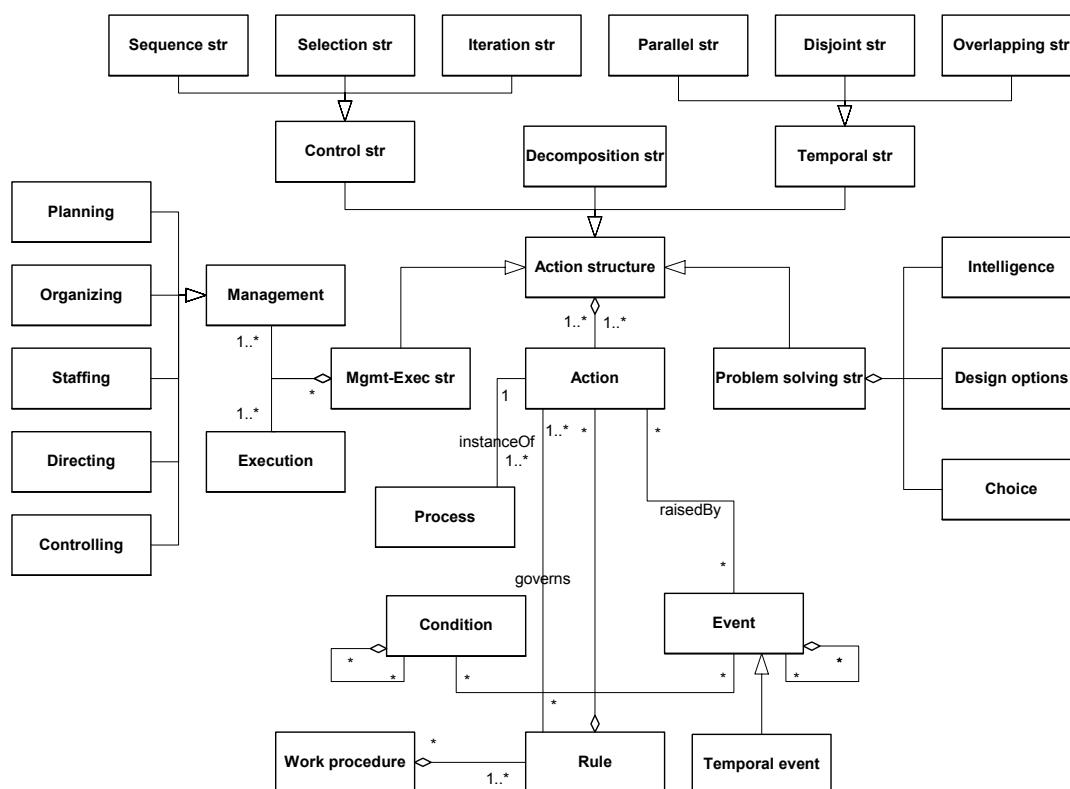 Sequence str
Selection str
Iteration str
Parallel str
Disjoint str
Overlapping str
Control str
Decomposition str
Temporal str
Planning
Organizing
Staffing
Directing
Controlling
Management
1..*
1..*
Execution
*
Mgmt-Exec str
Action structure
1..*
1..*
Action
Problem solving str
Intelligence
Design options
Choice
1
instanceOf
1..*
Process
1..*
*
*
raisedBy
*
governs
Condition
*
*
*
Event
*
*
*
*
Work procedure
*
1..*
Rule
Temporal event